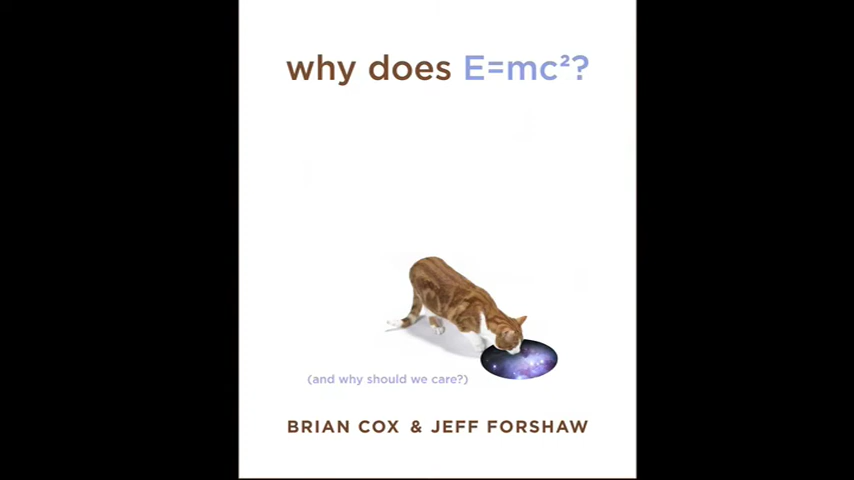 why does E=mc²?
(and why should we care?)
BRIAN COX & JEFF FORSHAW